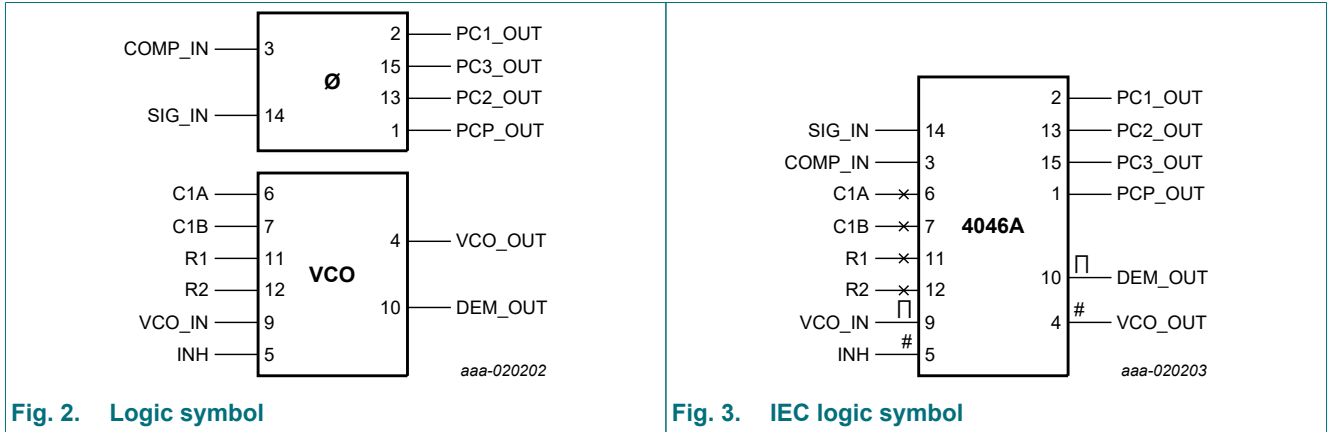 COMP_IN 3
SIG_IN 14
Ø
2 PC1_OUT
15 PC3_OUT
13 PC2_OUT
1 PCP_OUT
C1A 6
C1B 7
R1 11
R2 12
VCO_IN 9
INH 5
VCO
4 VCO_OUT
10 DEM_OUT
aaa-020202
Fig. 2. Logic symbol
SIG_IN 14
COMP_IN 3
C1A 6
C1B 7
R1 11
R2 12
∏
VCO_IN 9
#
INH 5
4046A
2 PC1_OUT
13 PC2_OUT
15 PC3_OUT
1 PCP_OUT
∏
10 DEM_OUT
#
4 VCO_OUT
aaa-020203
Fig. 3. IEC logic symbol